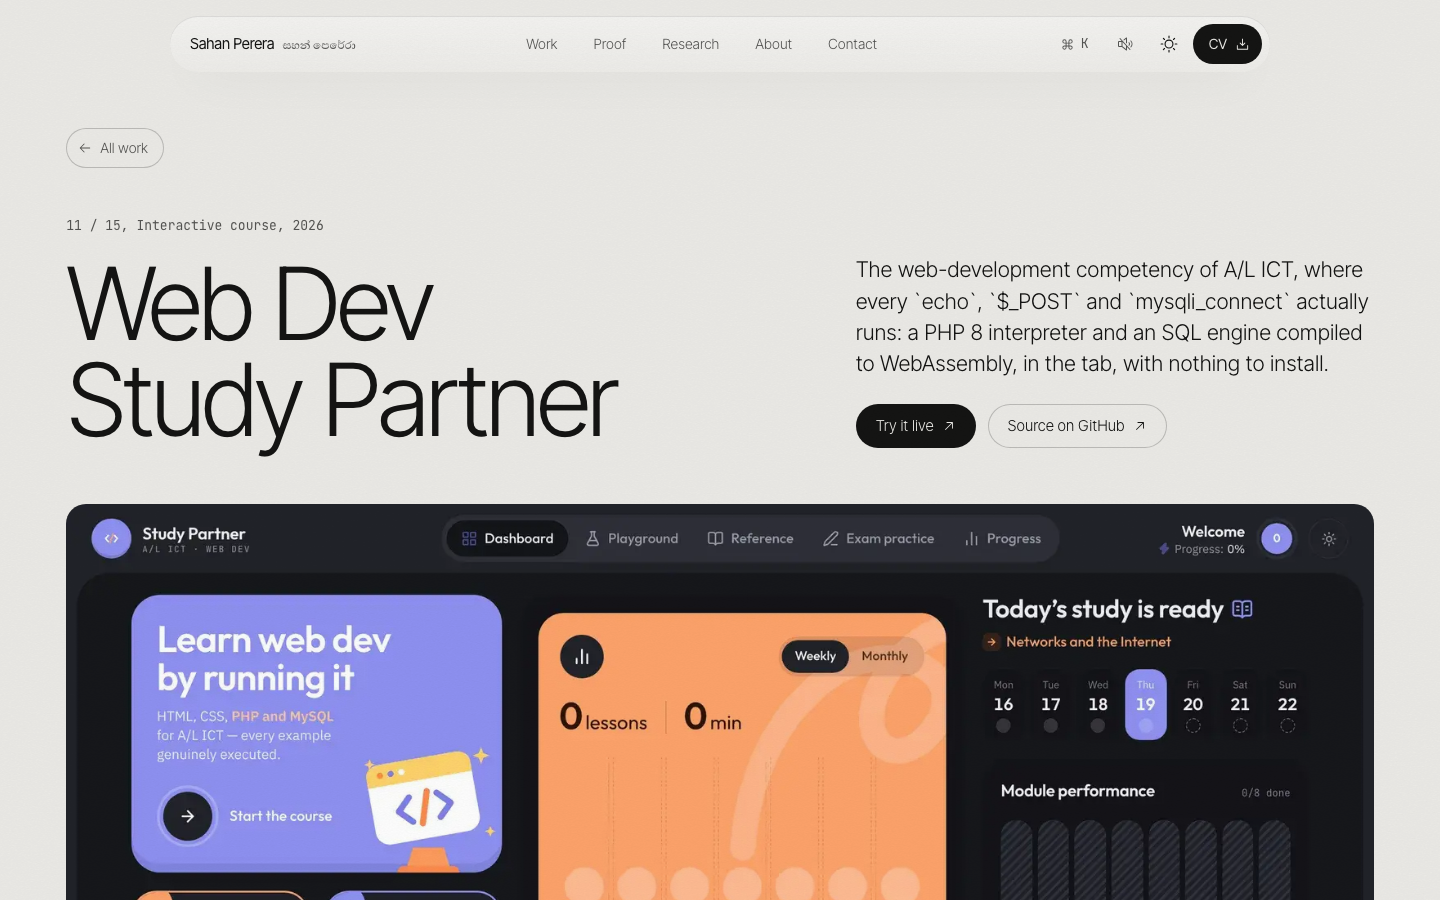 Sahan Perera සහන් පෙරේරා
Work
Proof
Research
About
Contact
⌘ K
CV
← All work
11 / 15, Interactive course, 2026
Web Dev
Study Partner
The web-development competency of A/L ICT, where
every `echo`, `$_POST` and `mysqli_connect` actually
runs: a PHP 8 interpreter and an SQL engine compiled
to WebAssembly, in the tab, with nothing to install.
Try it live ↗
Source on GitHub ↗
Study Partner
A/L ICT · WEB DEV
Dashboard
Playground
Reference
Exam practice
Progress
Welcome
Progress: 0%
0
Learn web dev
by running it
HTML, CSS, PHP and MySQL
for A/L ICT — every example
genuinely executed.
Start the course
Weekly
Monthly
0 lessons
0 min
Today's study is ready
Networks and the Internet
Mon Tue Wed Thu Fri Sat Sun
16 17 18 19 20 21 22
Module performance
0/8 done